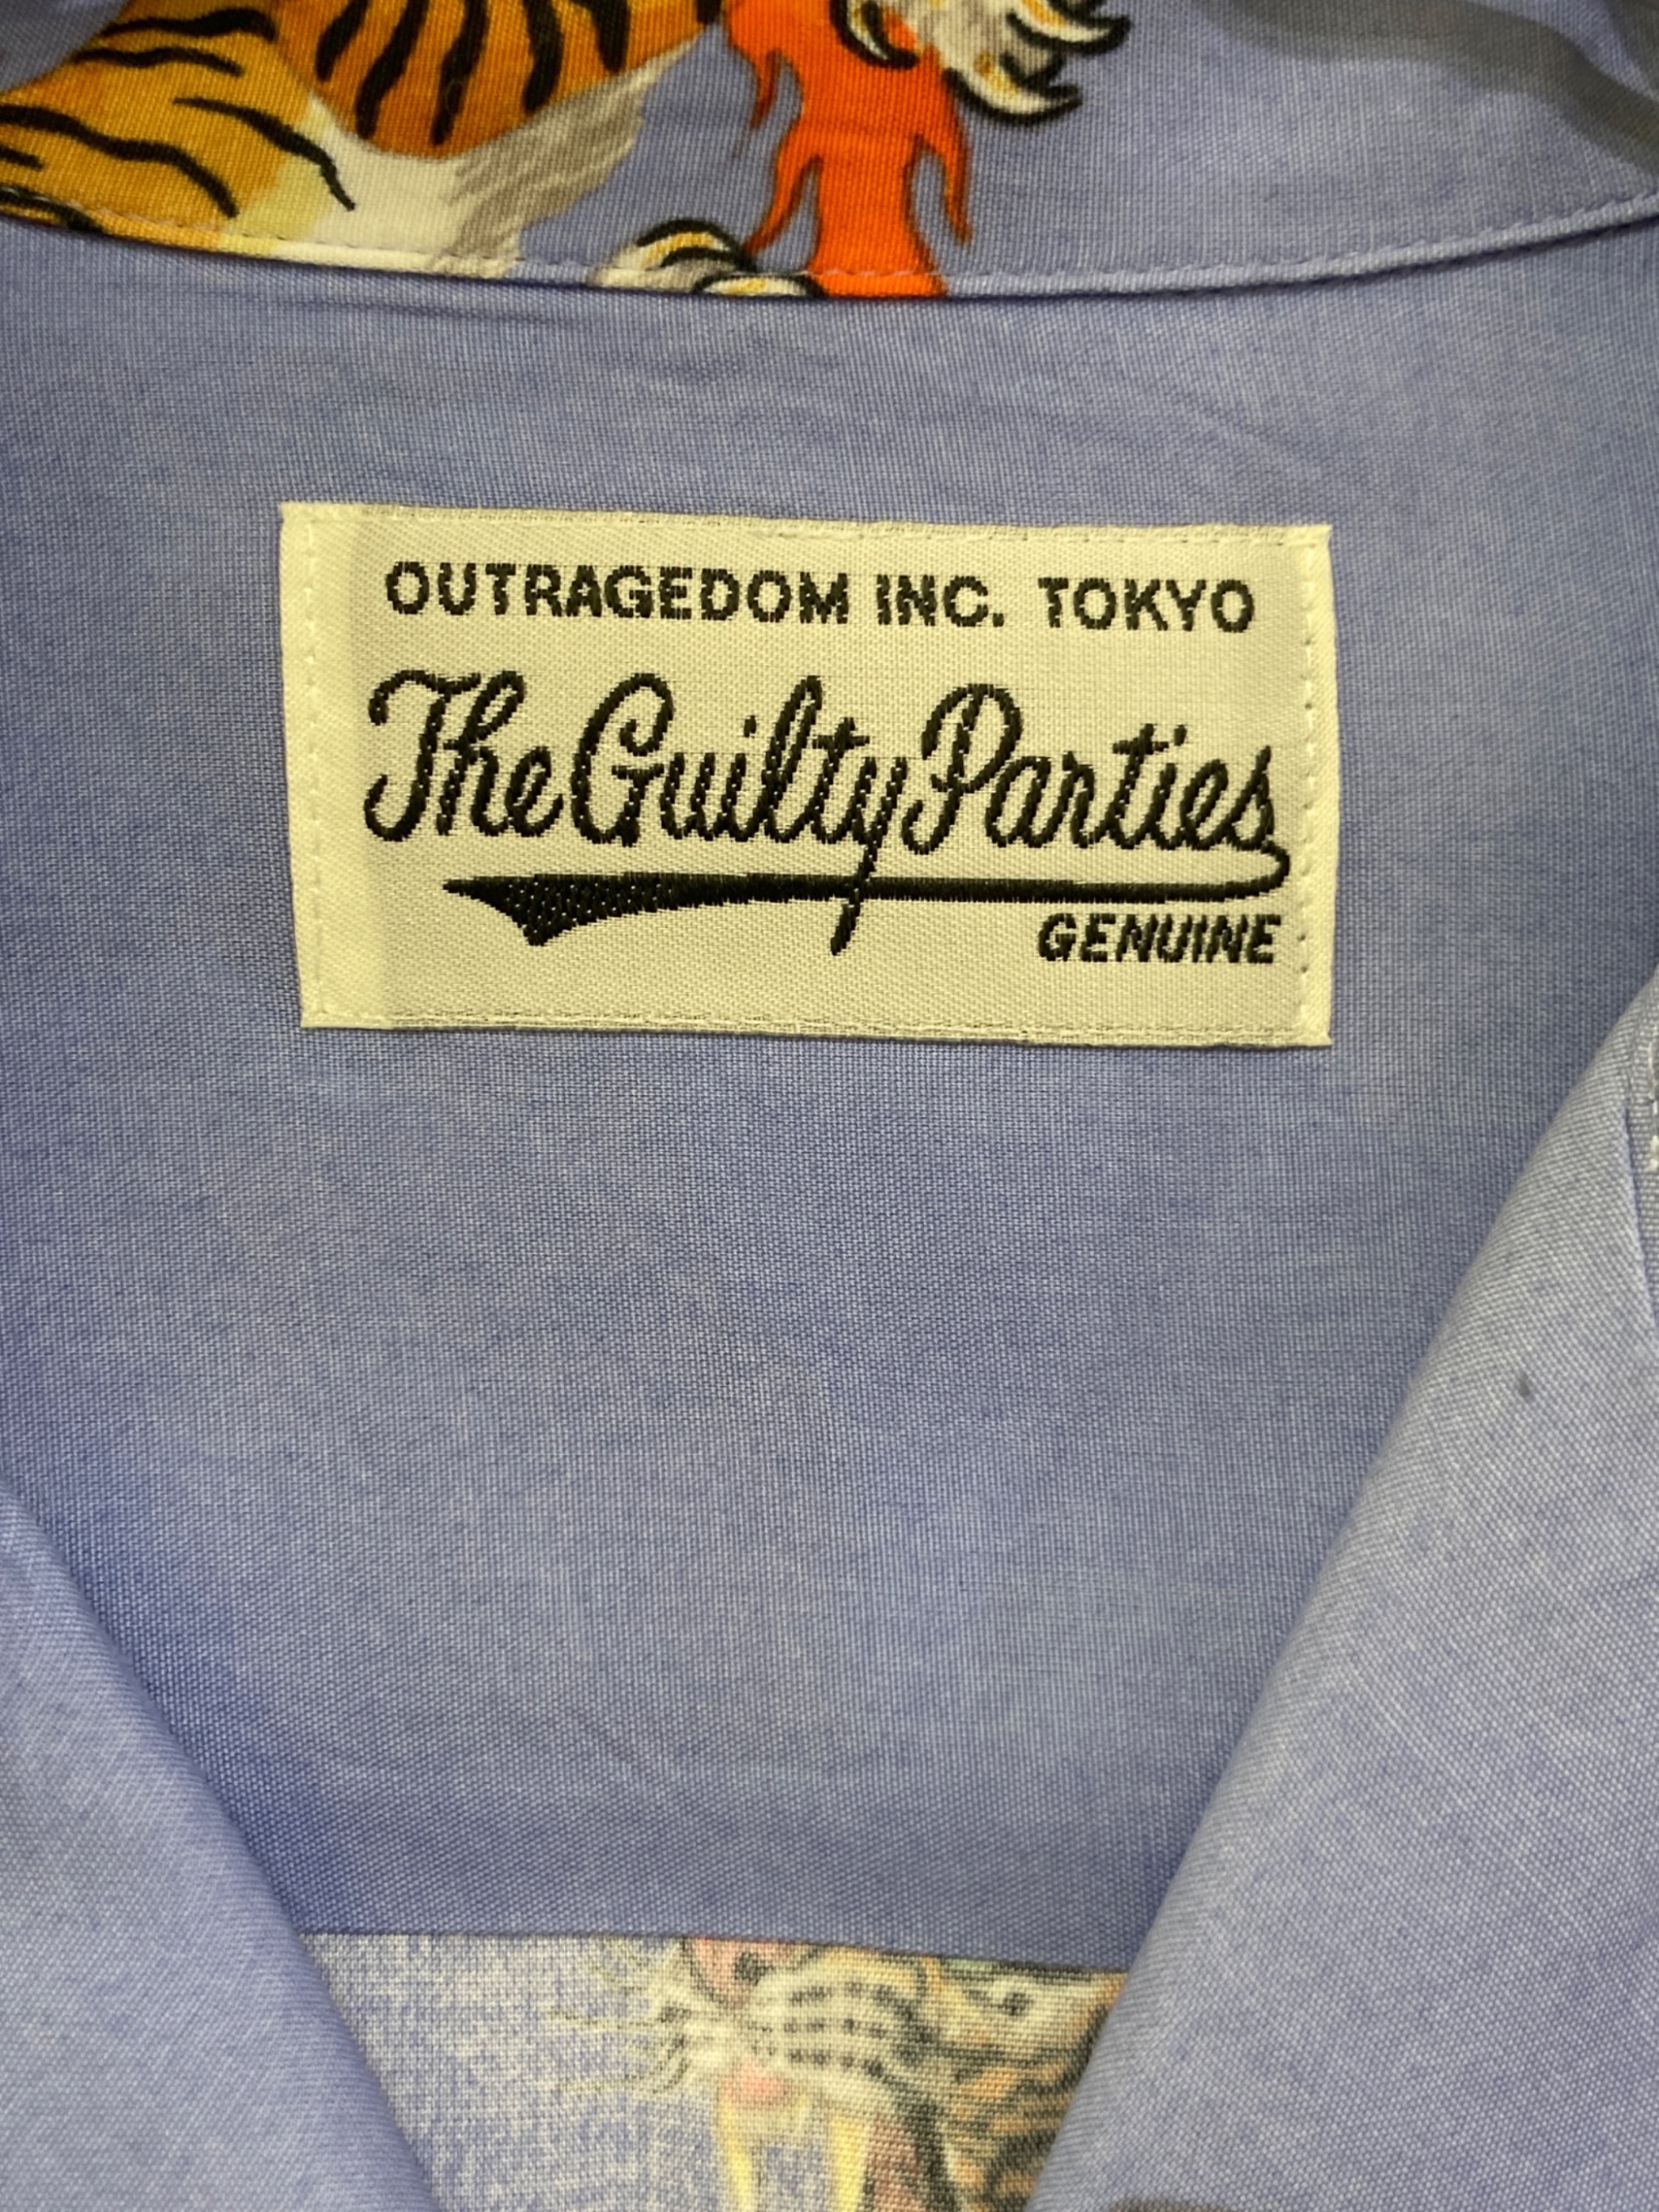 OUTRAGEDOM INC. TOKYO
The Guilty Parties
GENUINE